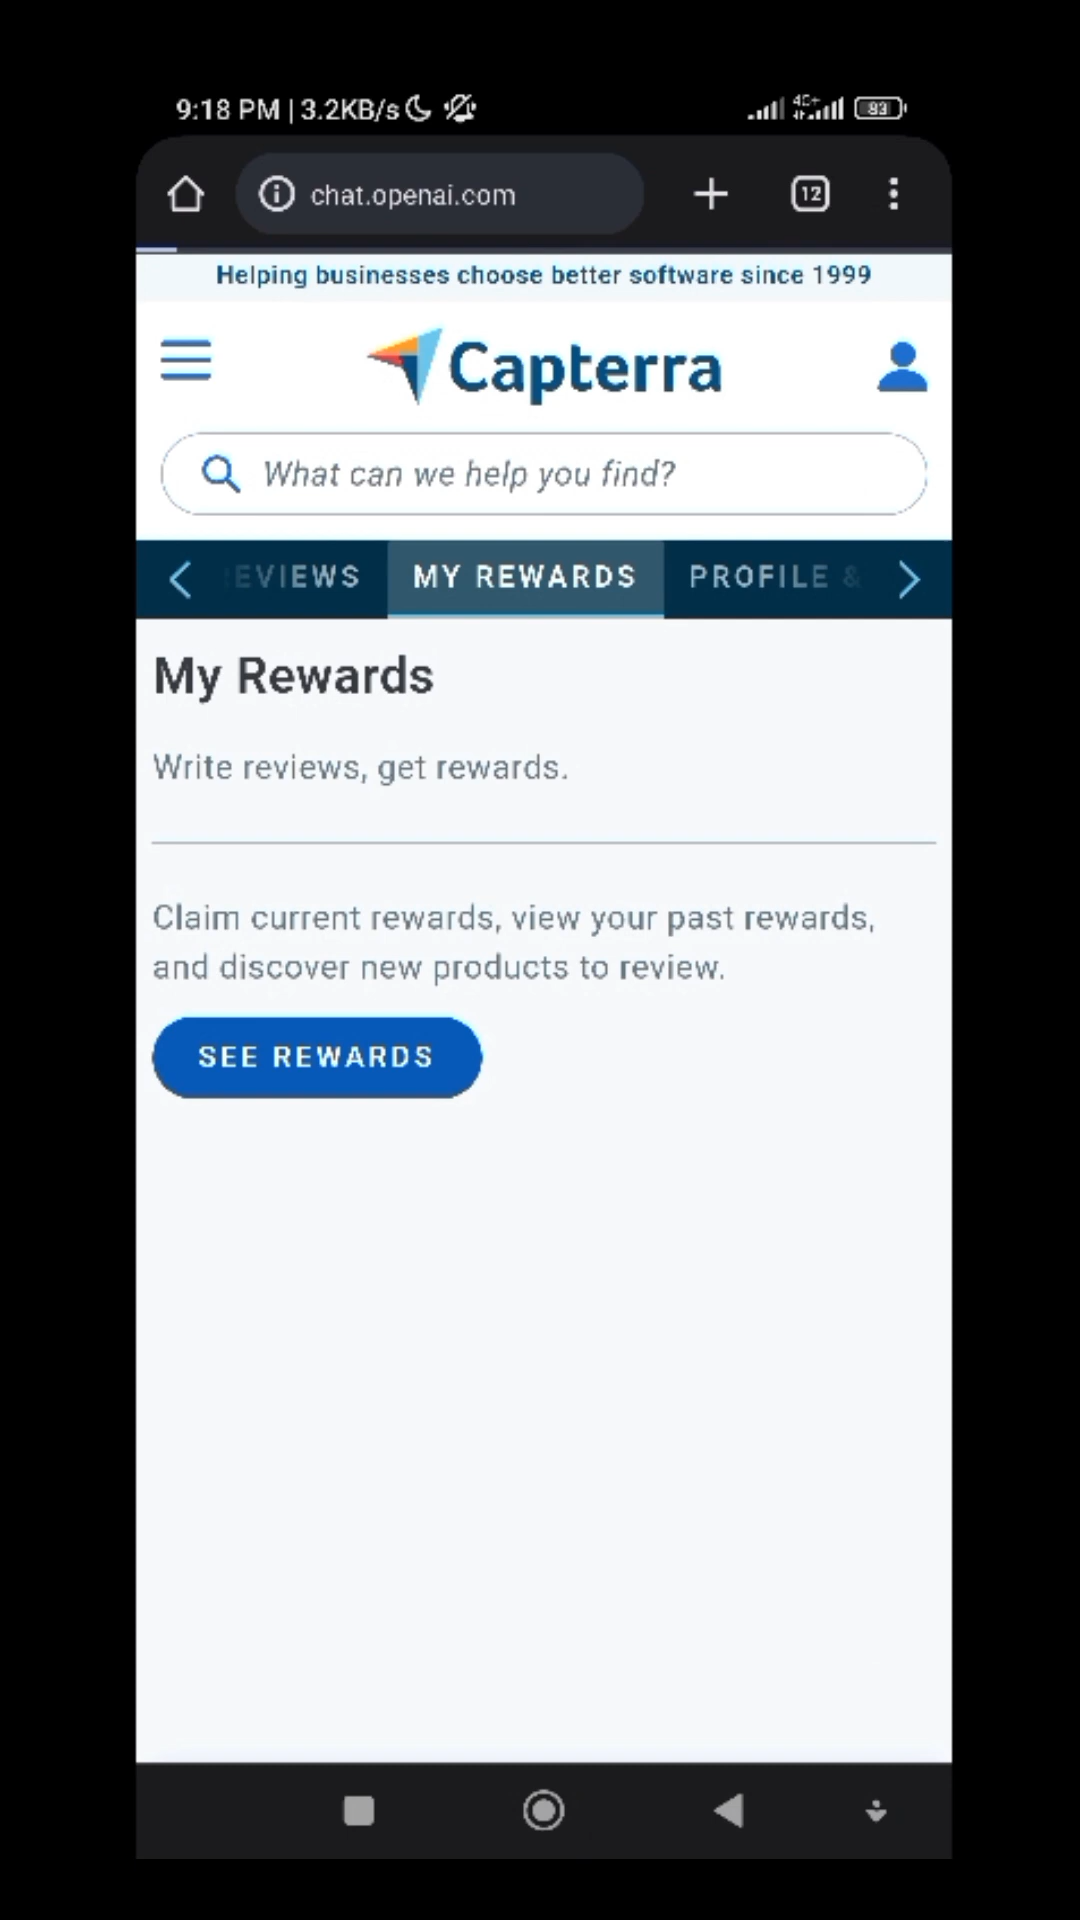 9:18 PM | 3.2KB/s
4G+
83
chat.openai.com
12
Helping businesses choose better software since 1999
Capterra
What can we help you find?
EVIEWS
MY REWARDS
PROFILE &
My Rewards
Write reviews, get rewards.
Claim current rewards, view your past rewards,
and discover new products to review.
SEE REWARDS